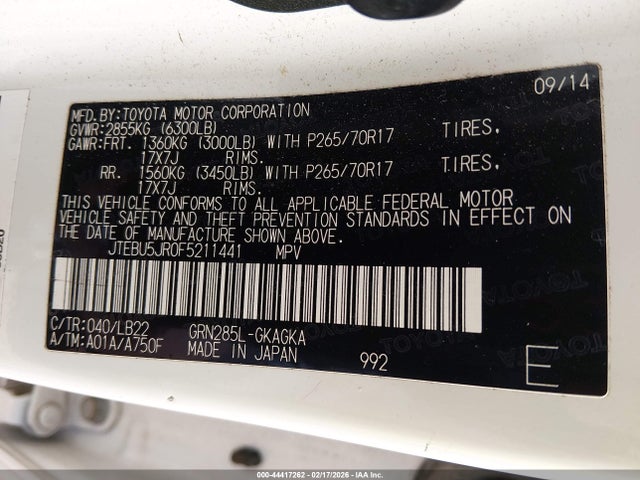 09/14
MFD.BY:TOYOTA MOTOR CORPORATION
GVWR:2855KG (6300LB)
GAWR:FRT. 1360KG (3000LB) WITH P265/70R17 TIRES,
17X7J RIMS.
RR. 1560KG (3450LB) WITH P265/70R17 TIRES,
17X7J RIMS.
THIS VEHICLE CONFORMS TO ALL APPLICABLE FEDERAL MOTOR
VEHICLE SAFETY AND THEFT PREVENTION STANDARDS IN EFFECT ON
THE DATE OF MANUFACTURE SHOWN ABOVE.
JTEBU5JR0F5211441 MPV
C/TR:040/LB22 GRN285L-GKAGKA
A/TM:A01A/A750F MADE IN JAPAN 992 E
000-44417262 - 02/17/2026 - IAAI.COM